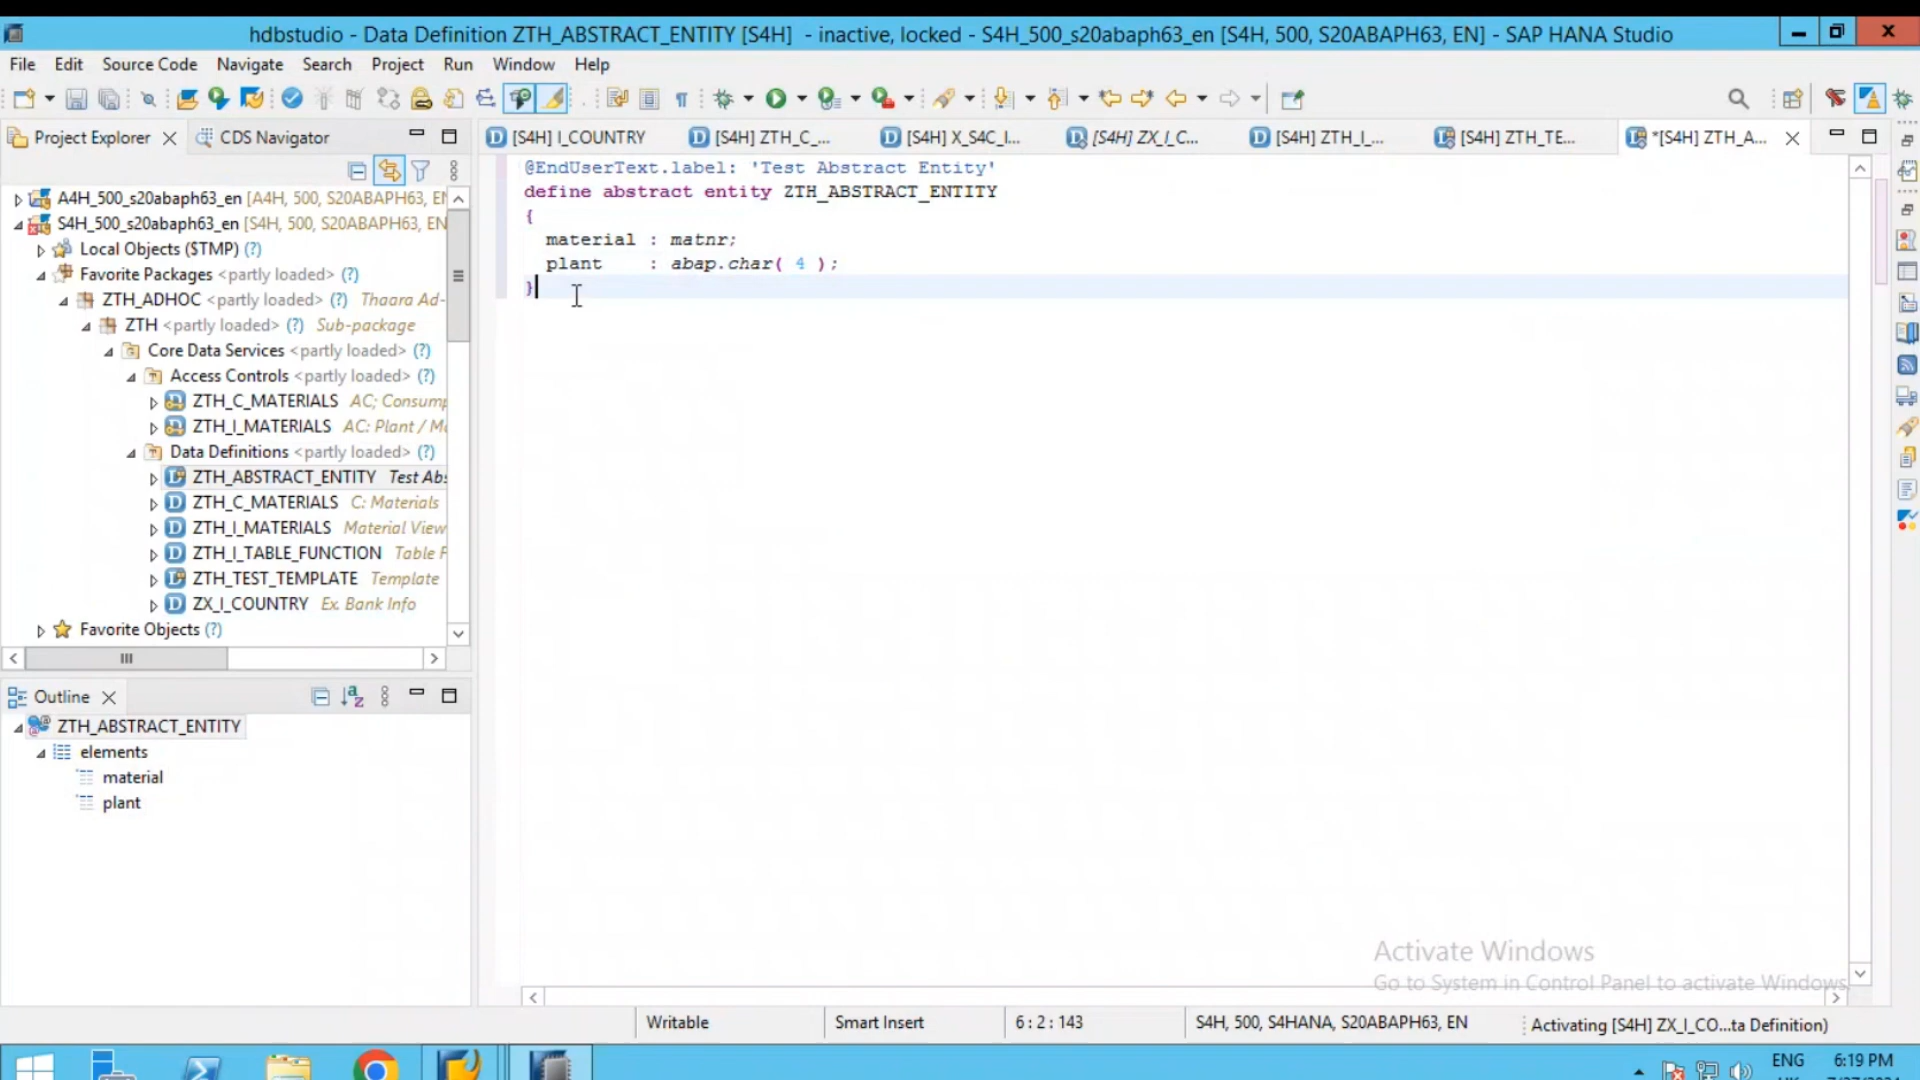 hdbstudio - Data Definition ZTH_ABSTRACT_ENTITY [S4H] - inactive, locked - S4H_500_s20abaph63_en [S4H, 500, S20ABAPH63, EN] - SAP HANA Studio
File Edit Source Code Navigate Search Project Run Window Help
Project Explorer CDS Navigator
[S4H] I_COUNTRY [S4H] ZTH_C_... [S4H] X_S4C_I... [S4H] ZX_I_C... [S4H] ZTH_I_... [S4H] ZTH_TE... *[S4H] ZTH_A...
A4H_500_s20abaph63_en [A4H, 500, S20ABAPH63, EN
S4H_500_s20abaph63_en [S4H, 500, S20ABAPH63, EN
Local Objects ($TMP) (?)
Favorite Packages <partly loaded> (?)
ZTH_ADHOC <partly loaded> (?) Thaara Ad-
ZTH <partly loaded> (?) Sub-package
Core Data Services <partly loaded> (?)
Access Controls <partly loaded> (?)
ZTH_C_MATERIALS AC; Consump
ZTH_I_MATERIALS AC: Plant / Ma
Data Definitions <partly loaded> (?)
ZTH_ABSTRACT_ENTITY Test Abs
ZTH_C_MATERIALS C: Materials
ZTH_I_MATERIALS Material View
ZTH_I_TABLE_FUNCTION Table F
ZTH_TEST_TEMPLATE Template
ZX_I_COUNTRY Ex. Bank Info
Favorite Objects (?)
@EndUserText.label: 'Test Abstract Entity'
define abstract entity ZTH_ABSTRACT_ENTITY
{
material : matnr;
plant : abap.char( 4 );
}
Outline
ZTH_ABSTRACT_ENTITY
elements
material
plant
Activate Windows
Go to System in Control Panel to activate Windows.
Writable Smart Insert 6 : 2 : 143 S4H, 500, S4HANA, S20ABAPH63, EN Activating [S4H] ZX_I_CO...ta Definition)
ENG 6:19 PM